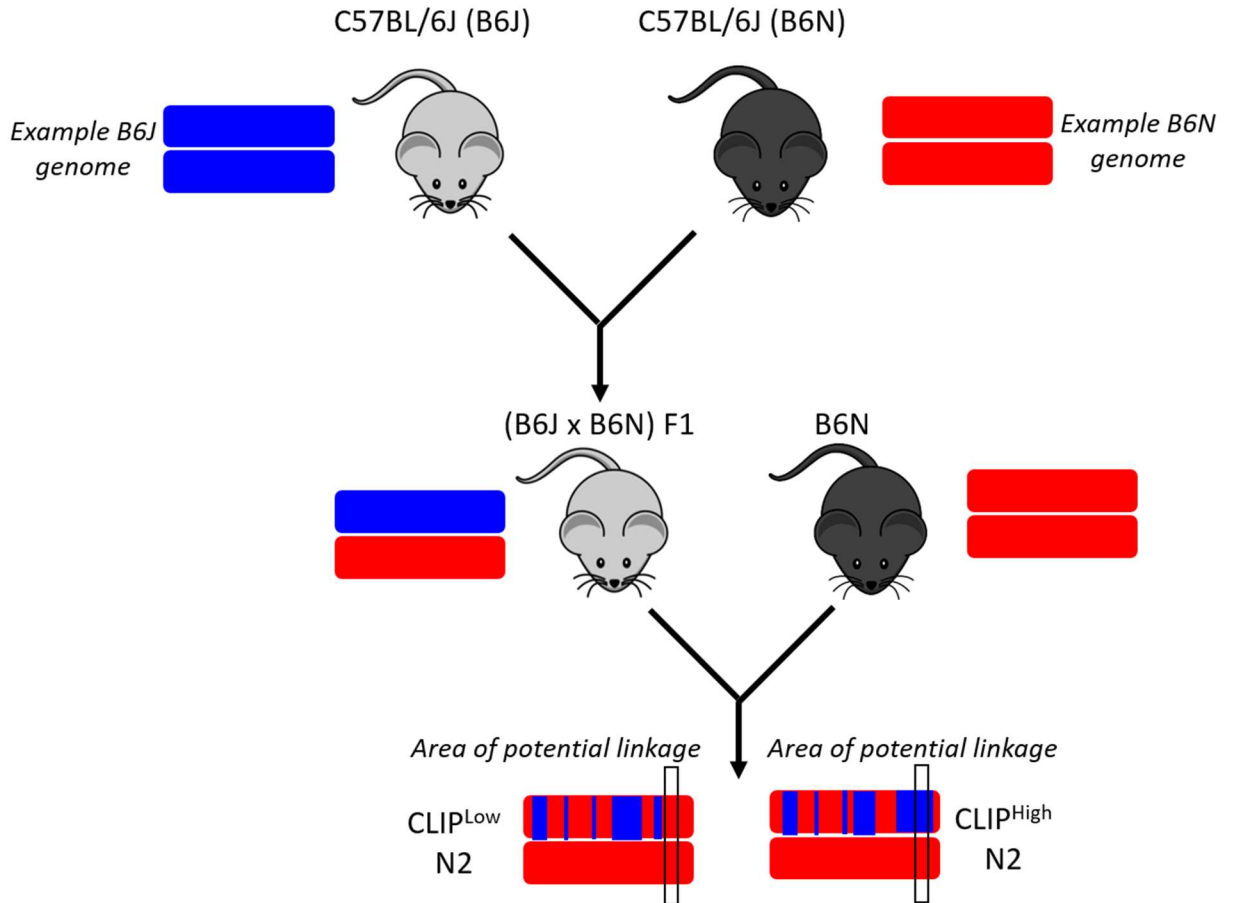 C57BL/6J (B6J)
C57BL/6J (B6N)
Example B6J
genome
Example B6N
genome
(B6J x B6N) F1
B6N
Area of potential linkage
Area of potential linkage
CLIPLow
N2
CLIPHigh
N2